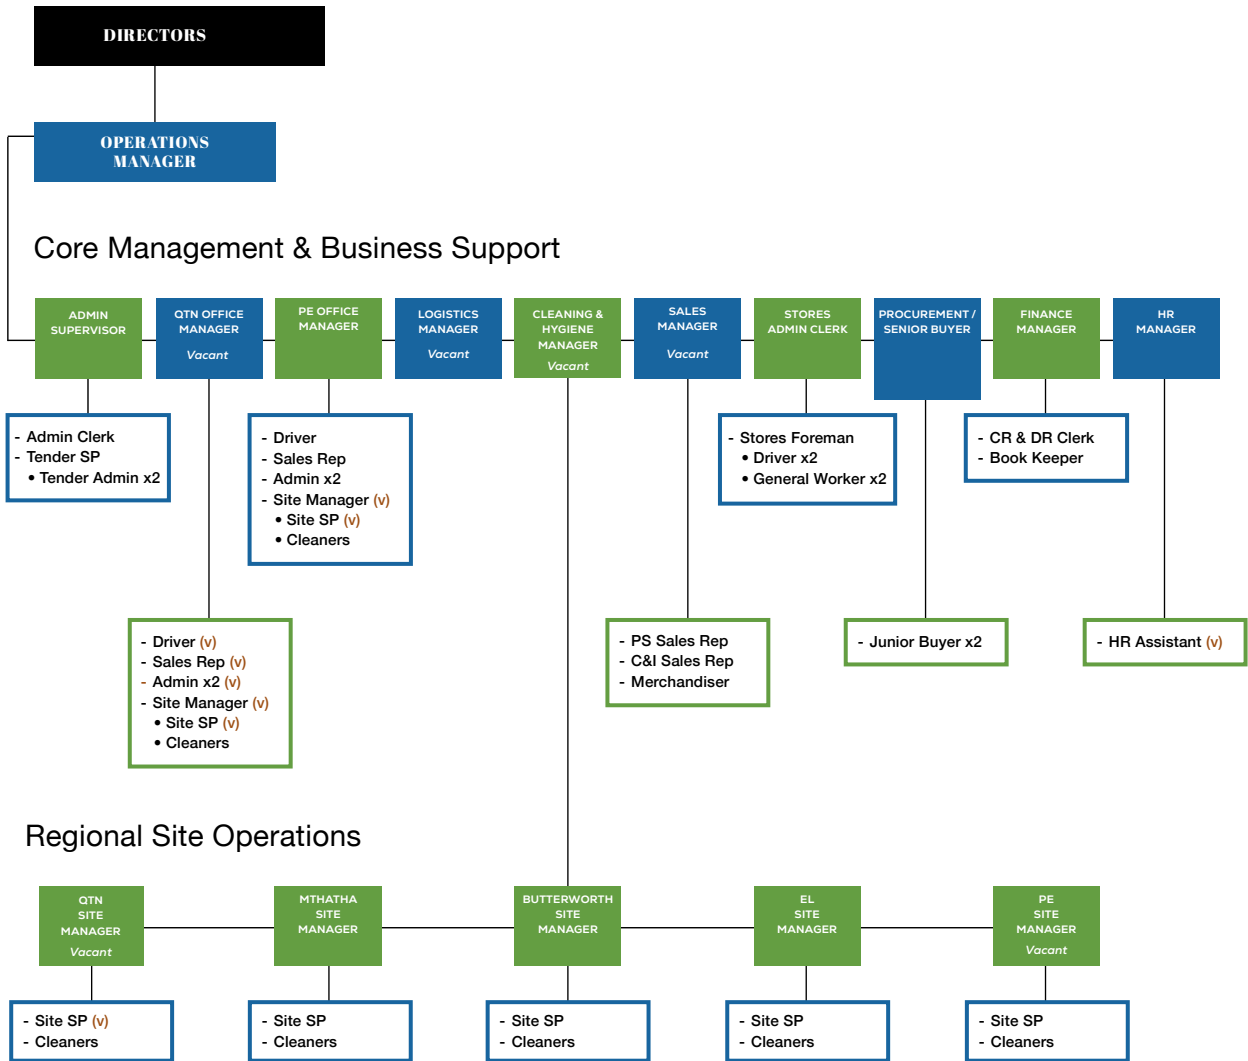 DIRECTORS
OPERATIONS
MANAGER
Core Management & Business Support
ADMIN
SUPERVISOR
QTN OFFICE
MANAGER
Vacant
PE OFFICE
MANAGER
LOGISTICS
MANAGER
Vacant
CLEANING &
HYGIENE
MANAGER
Vacant
SALES
MANAGER
Vacant
STORES
ADMIN CLERK
PROCUREMENT /
SENIOR BUYER
FINANCE
MANAGER
HR
MANAGER
- Admin Clerk
- Tender SP
• Tender Admin x2
- Driver
- Sales Rep
- Admin x2
- Site Manager (v)
• Site SP (v)
• Cleaners
- Stores Foreman
• Driver x2
• General Worker x2
- CR & DR Clerk
- Book Keeper
- Driver (v)
- Sales Rep (v)
- Admin x2 (v)
- Site Manager (v)
• Site SP (v)
• Cleaners
- PS Sales Rep
- C&I Sales Rep
- Merchandiser
- Junior Buyer x2
- HR Assistant (v)
Regional Site Operations
QTN
SITE
MANAGER
Vacant
MTHATHA
SITE
MANAGER
BUTTERWORTH
SITE
MANAGER
EL
SITE
MANAGER
PE
SITE
MANAGER
Vacant
- Site SP (v)
- Cleaners
- Site SP
- Cleaners
- Site SP
- Cleaners
- Site SP
- Cleaners
- Site SP
- Cleaners